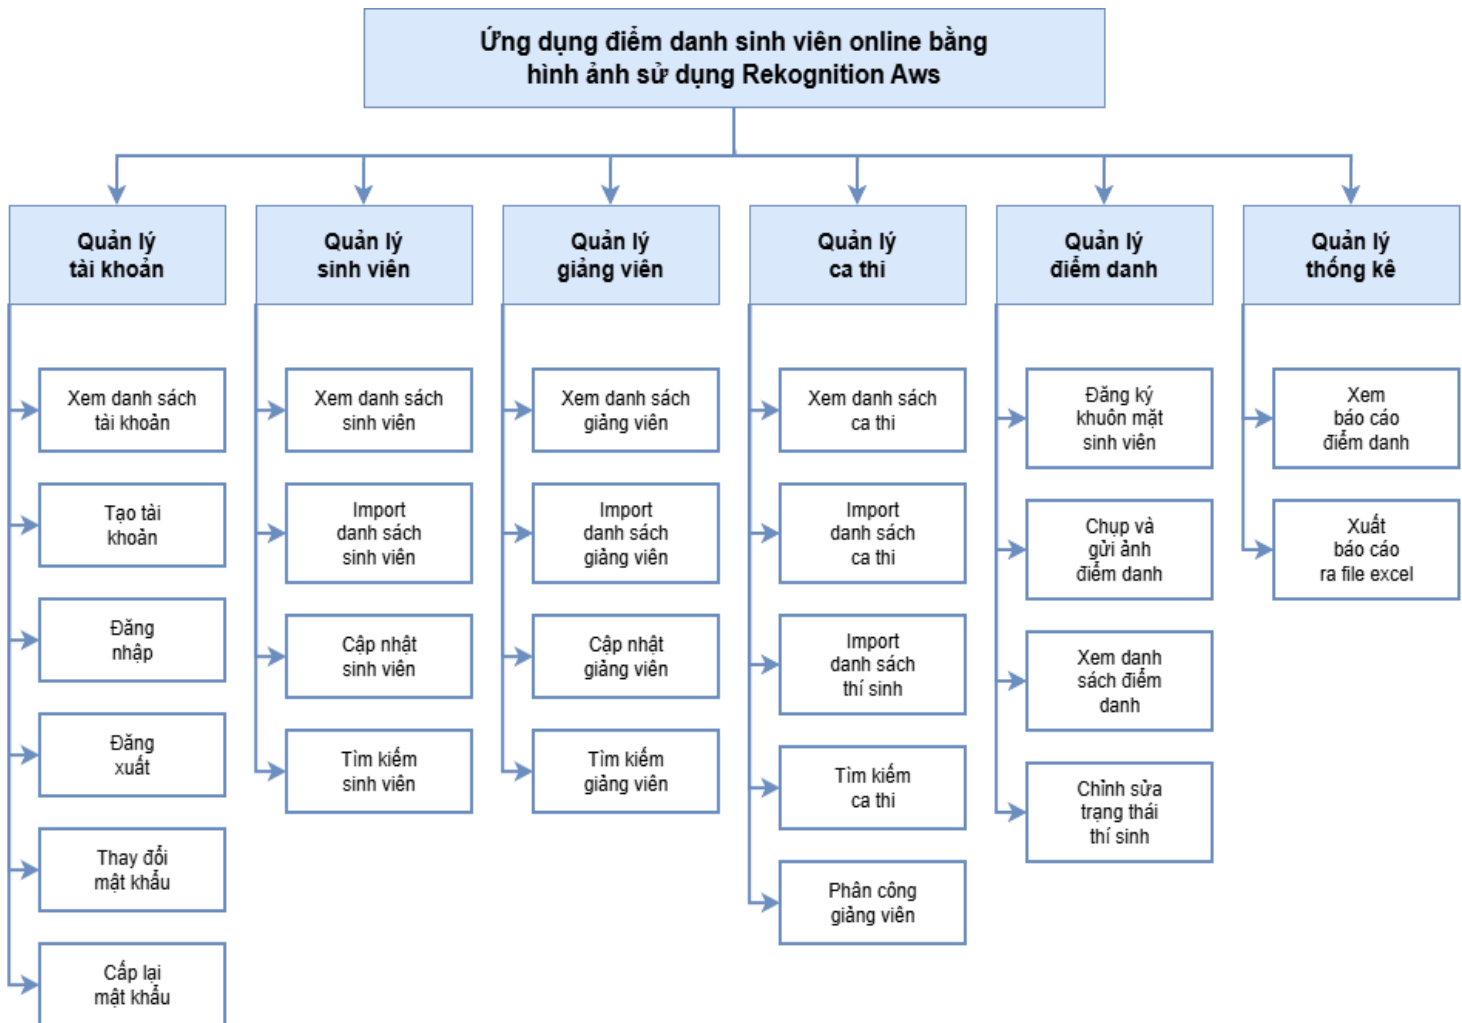 Ứng dụng điểm danh sinh viên online bằng
hình ảnh sử dụng Rekognition Aws
Quản lý
tài khoản
Quản lý
sinh viên
Quản lý
giảng viên
Quản lý
ca thi
Quản lý
điểm danh
Quản lý
thống kê
Xem danh sách
tài khoản
Tạo tài
khoản
Đăng
nhập
Đăng
xuất
Thay đổi
mật khẩu
Cấp lại
mật khẩu
Xem danh sách
sinh viên
Import
danh sách
sinh viên
Cập nhật
sinh viên
Tìm kiếm
sinh viên
Xem danh sách
giảng viên
Import
danh sách
giảng viên
Cập nhật
giảng viên
Tìm kiếm
giảng viên
Xem danh sách
ca thi
Import
danh sách
ca thi
Import
danh sách
thí sinh
Tìm kiếm
ca thi
Phân công
giảng viên
Đăng ký
khuôn mặt
sinh viên
Chụp và
gửi ảnh
điểm danh
Xem danh
sách điểm
danh
Chỉnh sửa
trạng thái
thí sinh
Xem
báo cáo
điểm danh
Xuất
báo cáo
ra file excel